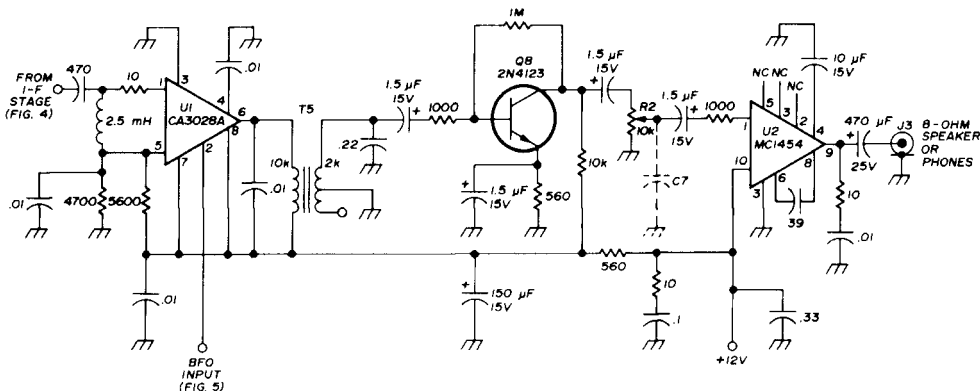 FROM
I-F
STAGE
(FIG. 4)
470
10
2.5 mH
1
3
4
U1
CA3028A
6
8
5
7
2
.01
.01
4700
5600
.01
.01
BFO
INPUT
(FIG. 5)
T5
10k
2k
.22
1.5 µF
15V
+
1000
1M
Q8
2N4123
1.5 µF
15V
+
560
10k
1.5 µF
15V
+
R2
10k
C7
1.5 µF
15V
+
1000
NC
NC
NC
5
3
2
4
1
U2
MC1454
9
10
8
6
3
39
10 µF
15V
+
470
µF
25V
+
J3
8-OHM
SPEAKER
OR
PHONES
10
.01
150 µF
15V
+
560
10
.1
.33
+12V